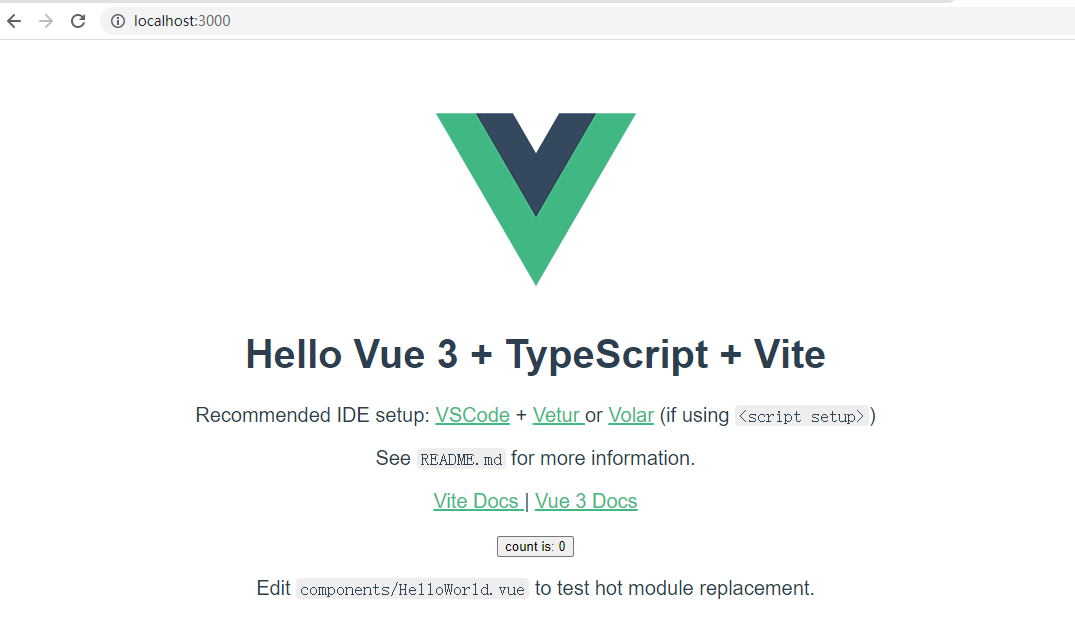 localhost:3000
Hello Vue 3 + TypeScript + Vite
Recommended IDE setup: VSCode + Vetur or Volar (if using <script setup>)
See README.md for more information.
Vite Docs | Vue 3 Docs
count is: 0
Edit components/HelloWorld.vue to test hot module replacement.